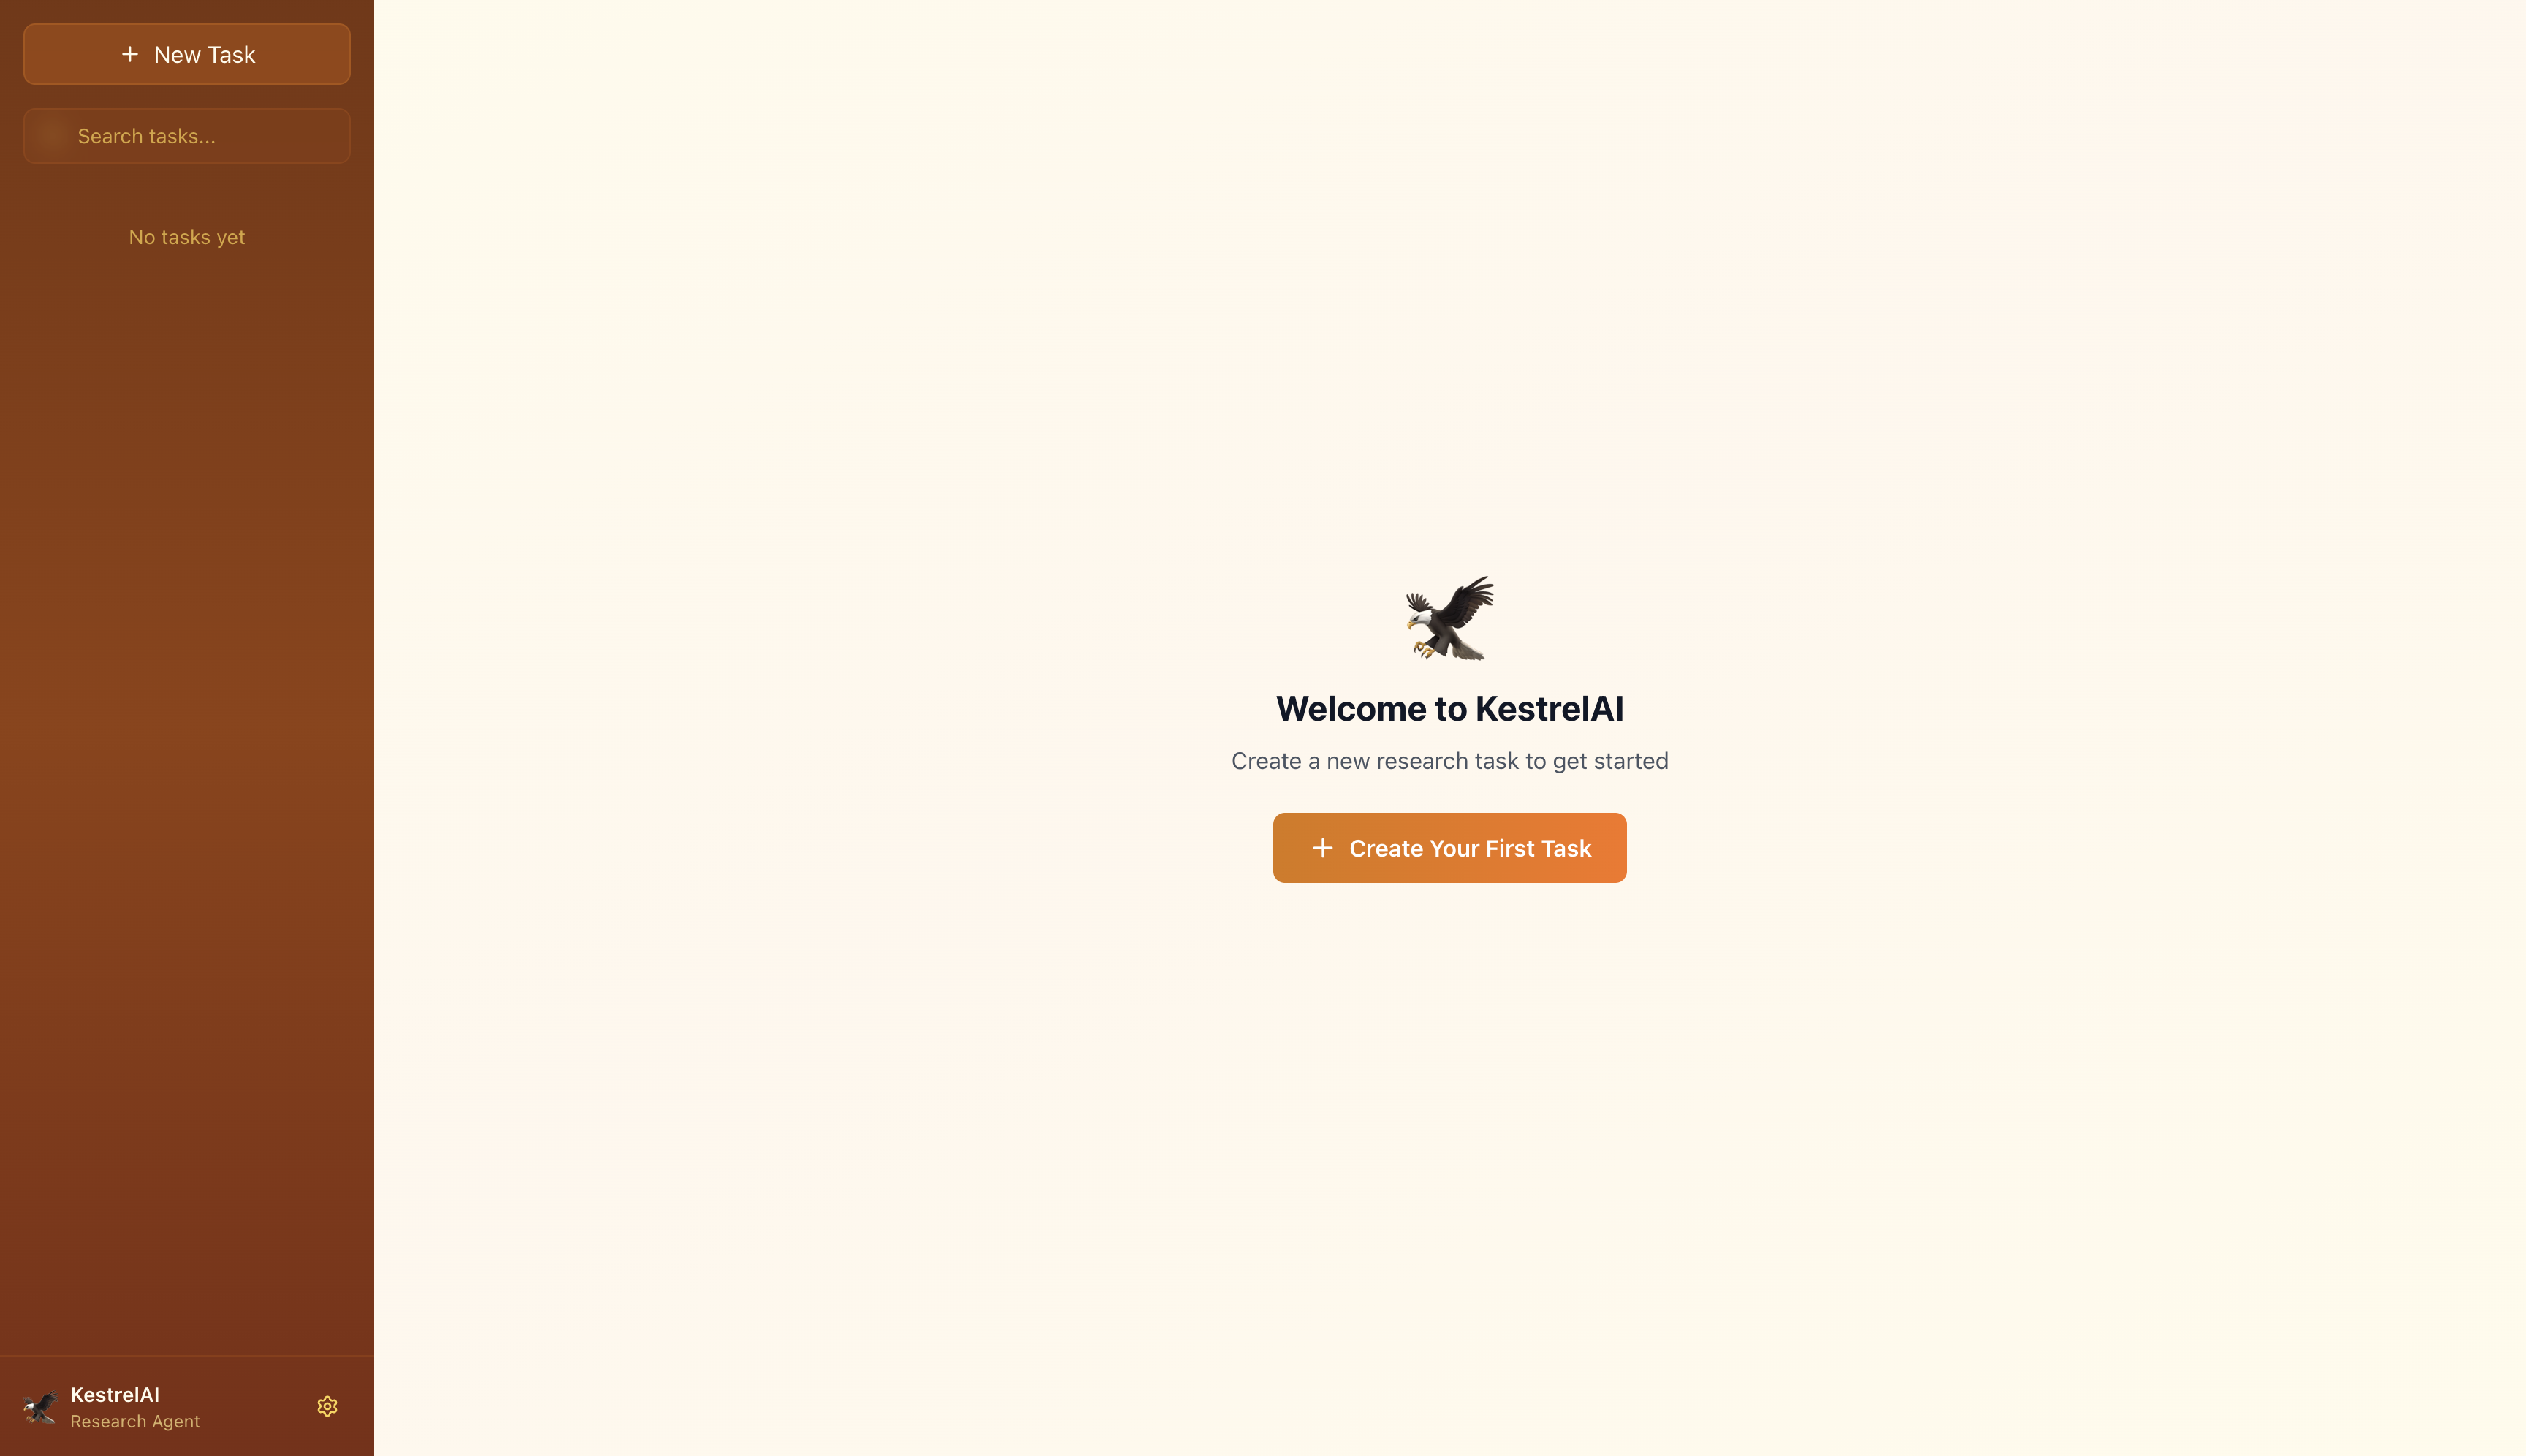 New Task
Search tasks...
No tasks yet
Welcome to KestrelAI
Create a new research task to get started
Create Your First Task
KestrelAI
Research Agent